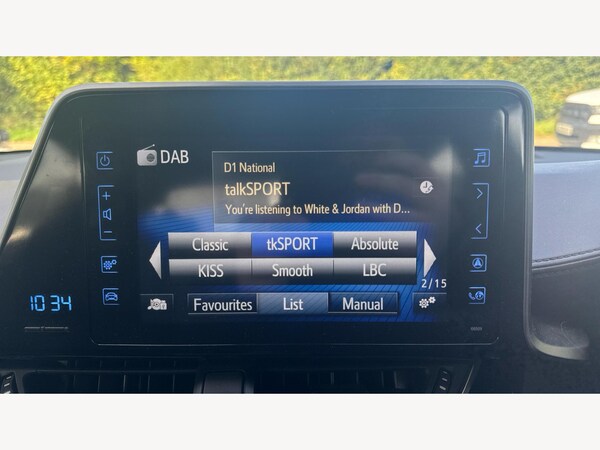 DAB
D1 National
talkSPORT
You're listening to White & Jordan with D...
Classic tkSPORT Absolute
KISS Smooth LBC
2/15
Favourites List Manual
10 34
+
−